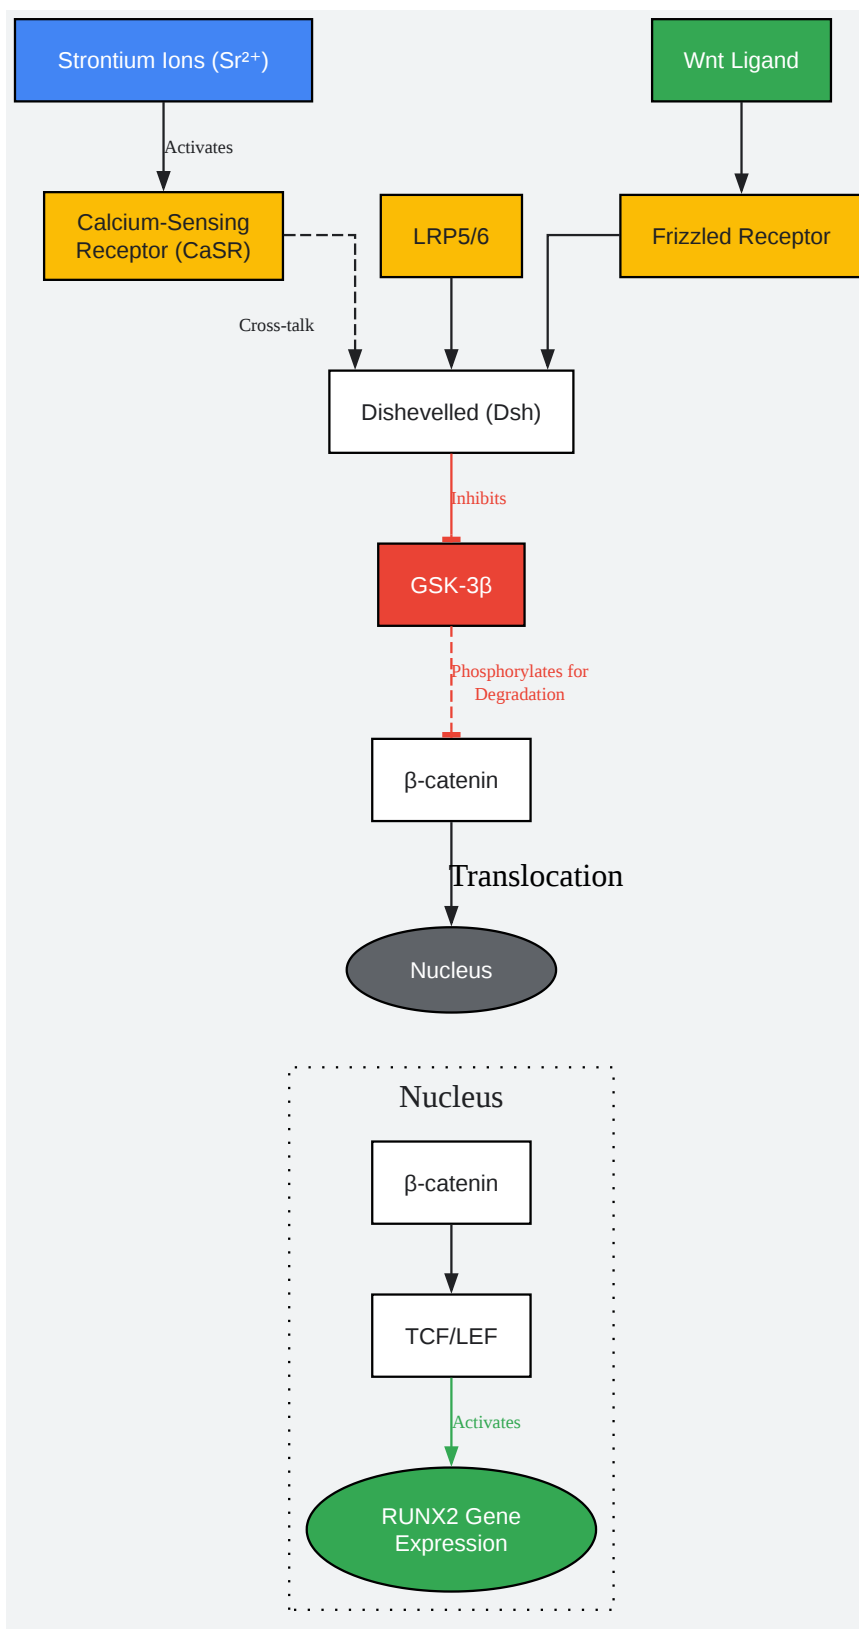 Strontium Ions (Sr²⁺)
Wnt Ligand
Activates
Calcium-Sensing
Receptor (CaSR)
LRP5/6
Frizzled Receptor
Cross-talk
Dishevelled (Dsh)
Inhibits
GSK-3β
Phosphorylates for
Degradation
β-catenin
Translocation
Nucleus
Nucleus
β-catenin
TCF/LEF
Activates
RUNX2 Gene
Expression